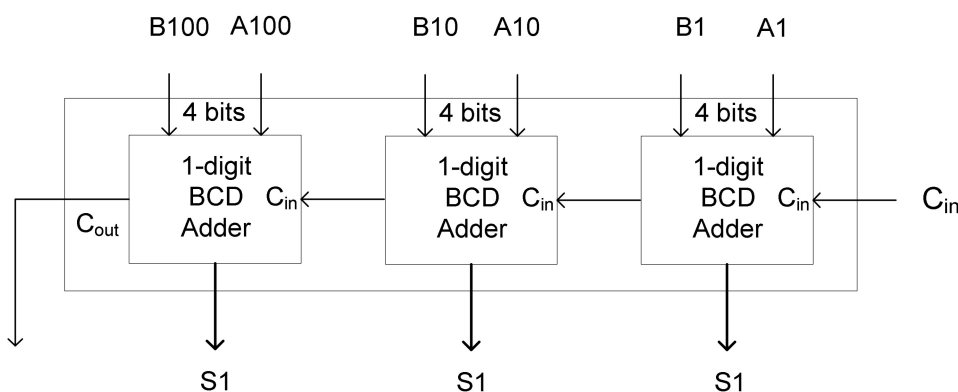 B100 A100 B10 A10 B1 A1
4 bits 4 bits 4 bits
1-digit
BCD
Adder
Cin
1-digit
BCD
Adder
Cin
1-digit
BCD
Adder
Cin
Cin
Cout
S1 S1 S1